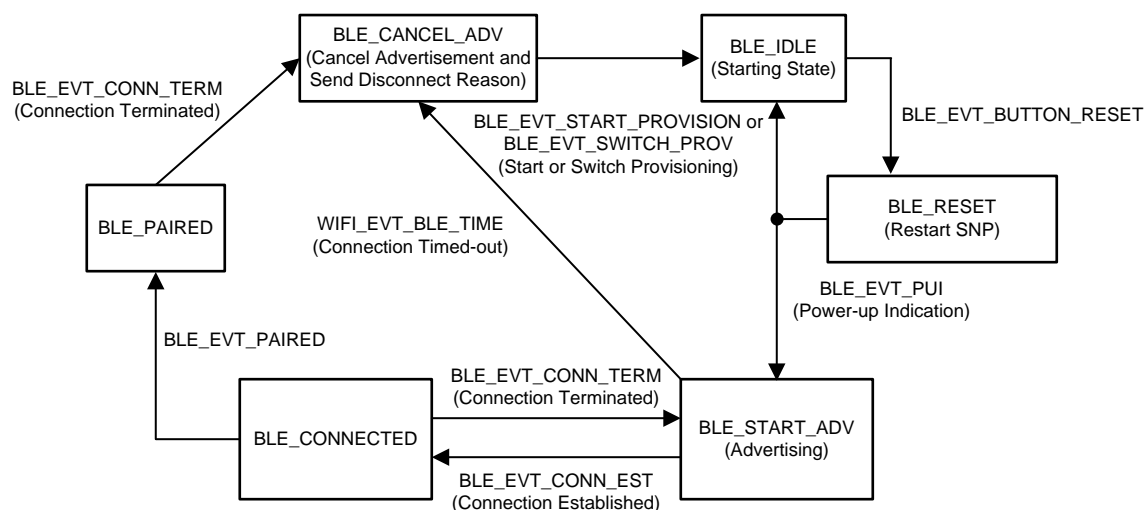 BLE_CANCEL_ADV
(Cancel Advertisement and
Send Disconnect Reason)
BLE_IDLE
(Starting State)
BLE_EVT_CONN_TERM
(Connection Terminated)
BLE_EVT_START_PROVISION or
BLE_EVT_SWITCH_PROV
(Start or Switch Provisioning)
BLE_EVT_BUTTON_RESET
BLE_PAIRED
WIFI_EVT_BLE_TIME
(Connection Timed-out)
BLE_RESET
(Restart SNP)
BLE_EVT_PUI
(Power-up Indication)
BLE_EVT_PAIRED
BLE_EVT_CONN_TERM
(Connection Terminated)
BLE_CONNECTED
BLE_START_ADV
(Advertising)
BLE_EVT_CONN_EST
(Connection Established)